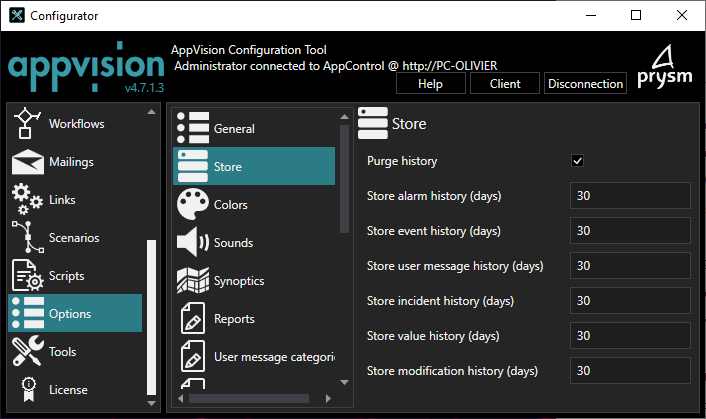 Configurator
appvision
v4.7.1.3
AppVision Configuration Tool
Administrator connected to AppControl @ http://PC-OLIVIER
Help
Client
Disconnection
prysm
Workflows
Mailings
Links
Scenarios
Scripts
Options
Tools
License
General
Store
Colors
Sounds
Synoptics
Reports
User message categorie
Store
Purge history
Store alarm history (days)
30
Store event history (days)
30
Store user message history (days)
30
Store incident history (days)
30
Store value history (days)
30
Store modification history (days)
30